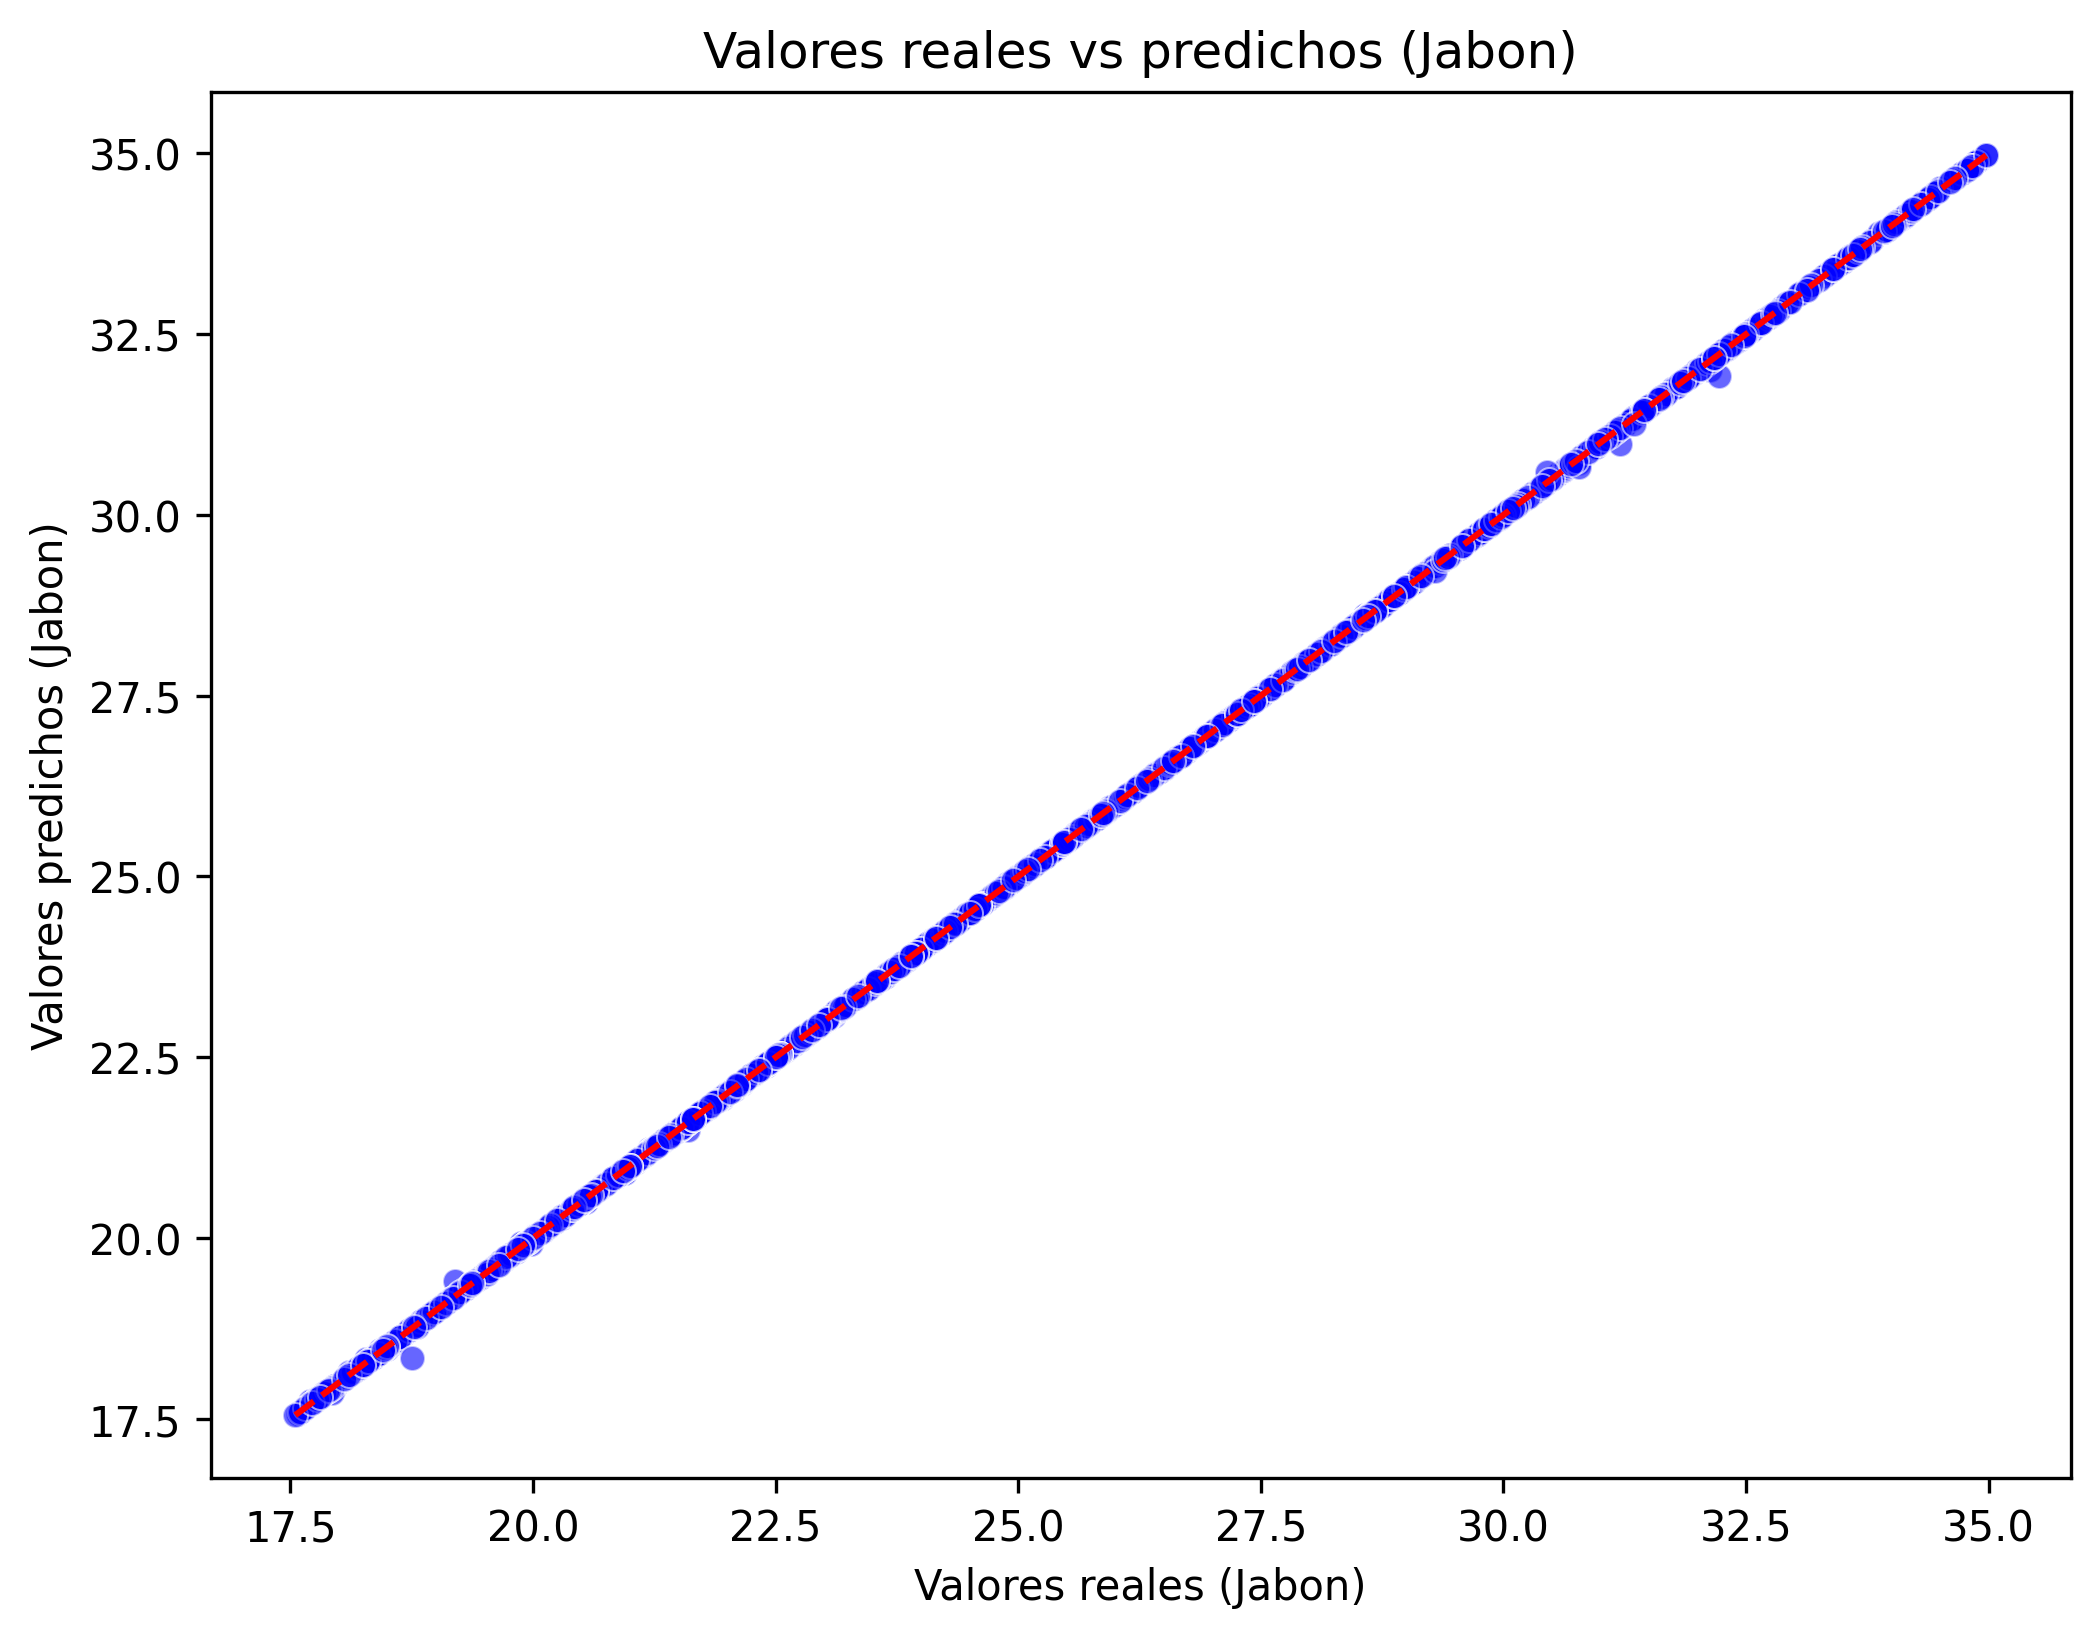 Valores reales vs predichos (Jabon)
Valores predichos (Jabon)
35.0
32.5
30.0
27.5
25.0
22.5
20.0
17.5
17.5 20.0 22.5 25.0 27.5 30.0 32.5 35.0
Valores reales (Jabon)